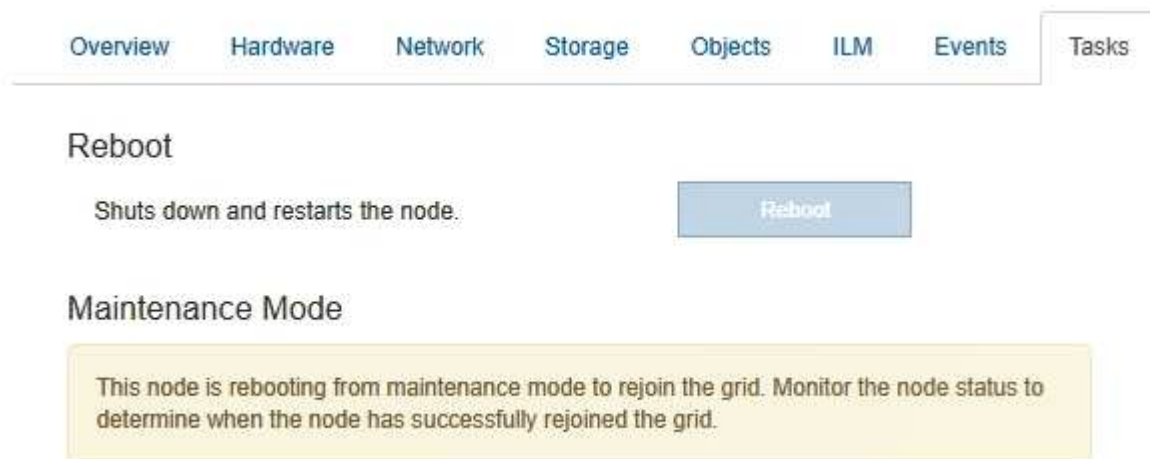 Overview Hardware Network Storage Objects ILM Events Tasks
Reboot
Shuts down and restarts the node. Reboot
Maintenance Mode
This node is rebooting from maintenance mode to rejoin the grid. Monitor the node status to
determine when the node has successfully rejoined the grid.